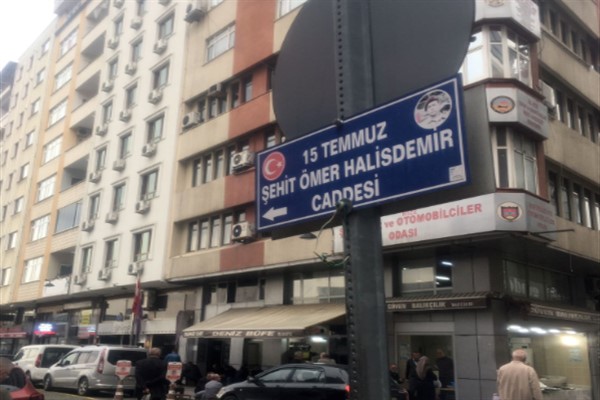 15 TEMMUZ
ŞEHİT ÖMER HALİSDEMİR
CADDESİ
ve OTOMOBİLCİLER
ODASI
DENİZ BÜFE